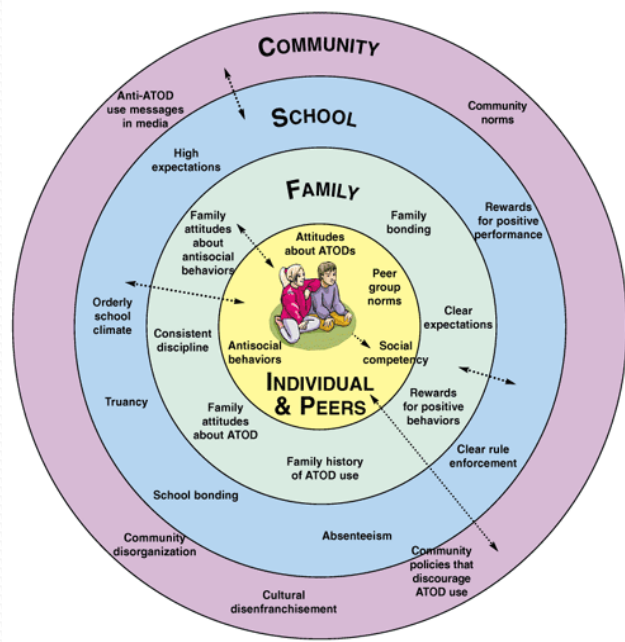 COMMUNITY
Anti-ATOD
use messages
in media
Community
norms
SCHOOL
High
expectations
Rewards
for positive
performance
FAMILY
Family
attitudes
about
antisocial
behaviors
Family
bonding
Attitudes
about ATODs
Peer
group
norms
Orderly
school
climate
Consistent
discipline
Clear
expectations
Antisocial
behaviors
Social
competency
INDIVIDUAL
& PEERS
Truancy
Family
attitudes
about ATOD
Rewards
for positive
behaviors
Clear rule
enforcement
Family history
of ATOD use
School bonding
Absenteeism
Community
disorganization
Community
policies that
discourage
ATOD use
Cultural
disenfranchisement